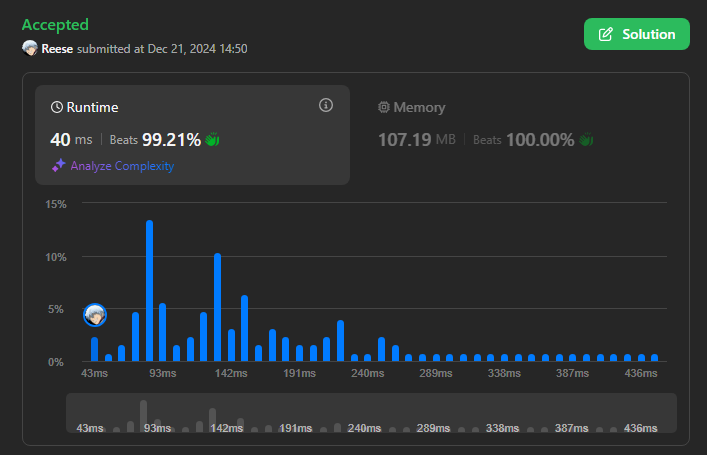 Accepted
Reese submitted at Dec 21, 2024 14:50
Solution
Runtime
40 ms | Beats 99.21%
Analyze Complexity
Memory
107.19 MB | Beats 100.00%
15%
10%
5%
0%
43ms 93ms 142ms 191ms 240ms 289ms 338ms 387ms 436ms
43ms 93ms 142ms 191ms 240ms 289ms 338ms 387ms 436ms